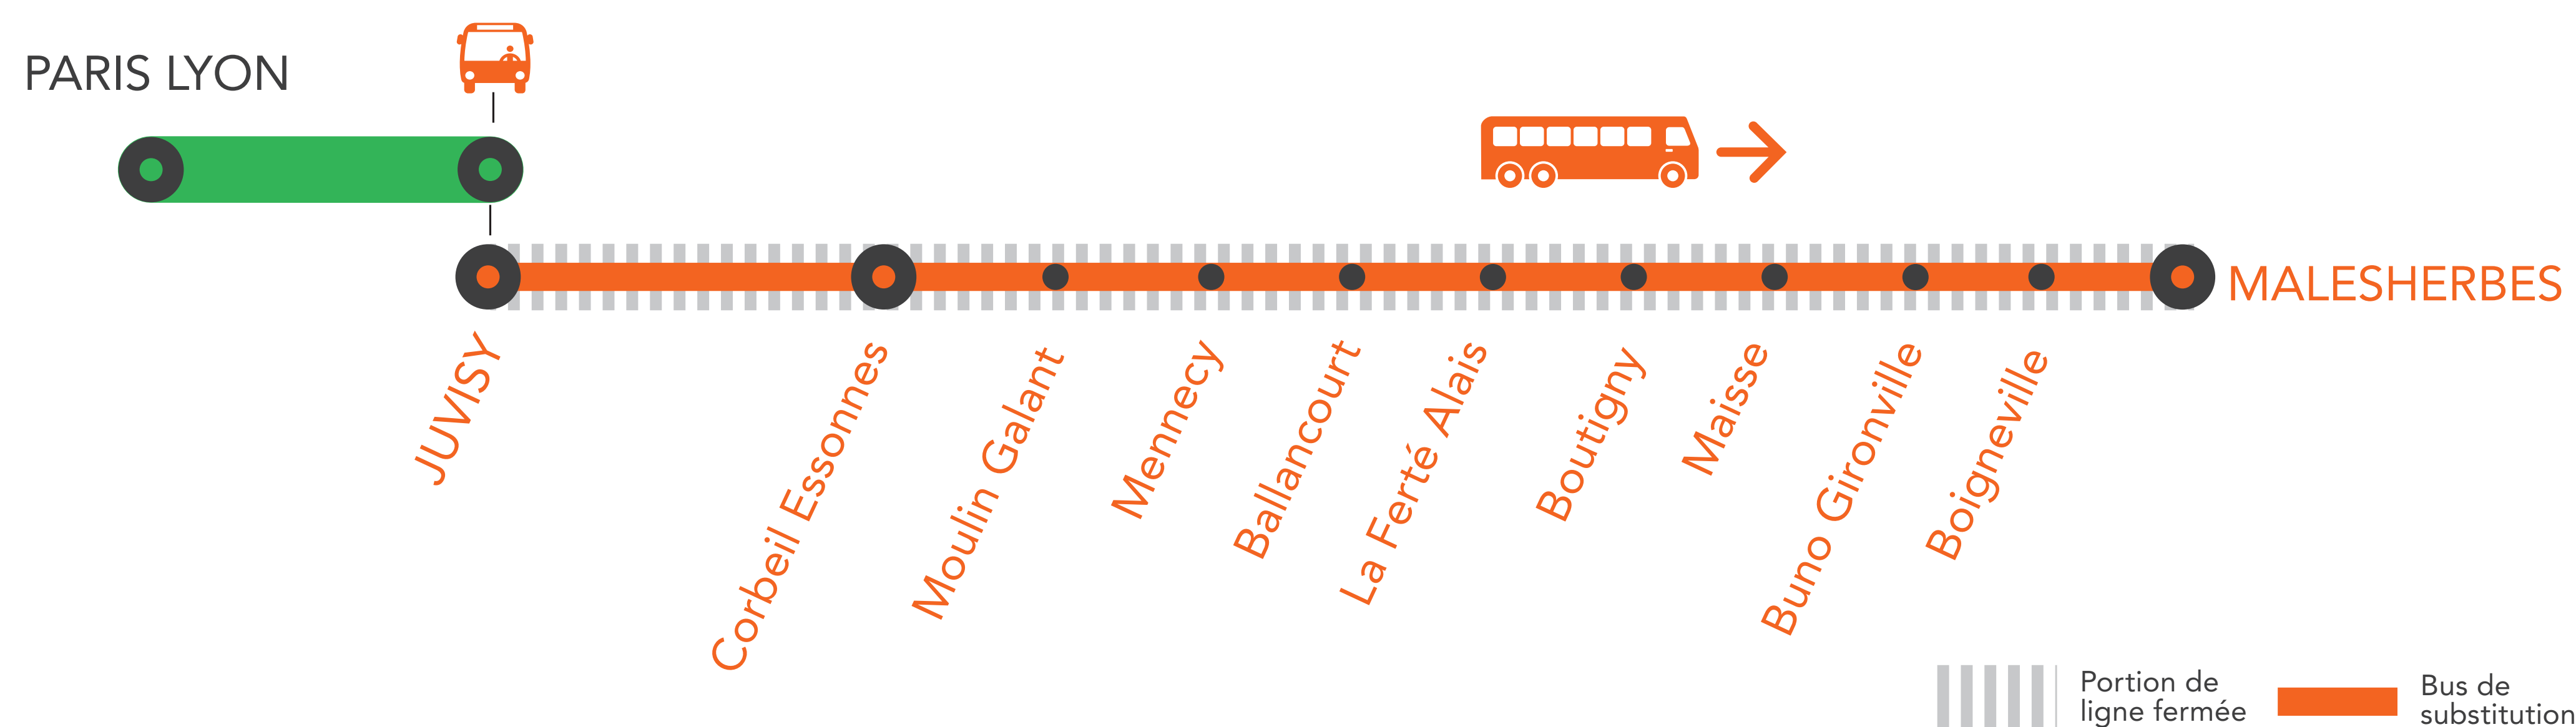 PARIS LYON
MALESHERBES
JUVISY
Corbeil Essonnes
Moulin Galant
Mennecy
Ballancourt
La Ferté Alais
Boutigny
Maisse
Buno Gironville
Boigneville
Portion de
ligne fermée
Bus de
substitution